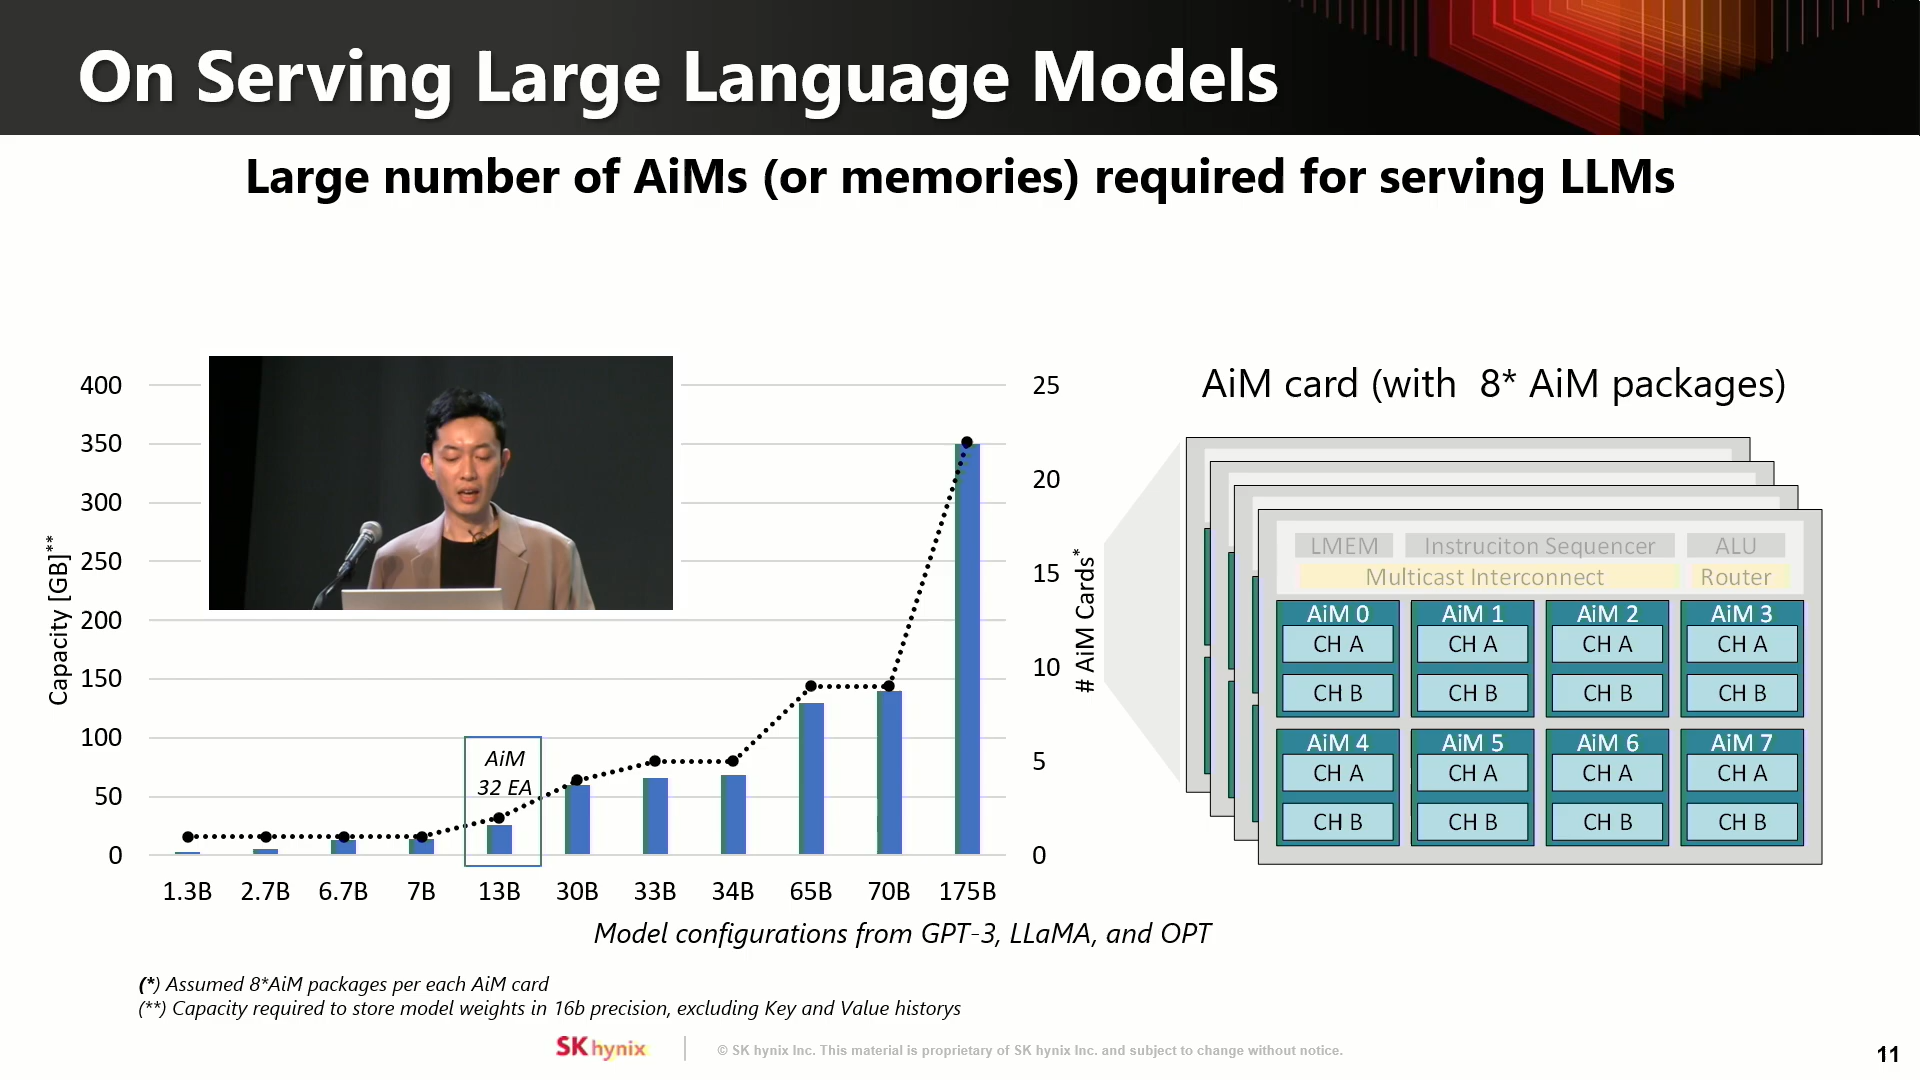 On Serving Large Language Models
Large number of AiMs (or memories) required for serving LLMs
400
350
300
250
200
150
100
50
0
Capacity [GB]**
25
20
15
10
5
0
# AiM Cards*
AiM
32 EA
1.3B 2.7B 6.7B 7B 13B 30B 33B 34B 65B 70B 175B
Model configurations from GPT-3, LLaMA, and OPT
AiM card (with 8* AiM packages)
LMEM Instruciton Sequencer ALU
Multicast Interconnect Router
AiM 0 AiM 1 AiM 2 AiM 3
CH A CH A CH A CH A
CH B CH B CH B CH B
AiM 4 AiM 5 AiM 6 AiM 7
CH A CH A CH A CH A
CH B CH B CH B CH B
(*) Assumed 8*AiM packages per each AiM card
(**) Capacity required to store model weights in 16b precision, excluding Key and Value historys
SK hynix
© SK hynix Inc. This material is proprietary of SK hynix Inc. and subject to change without notice.
11